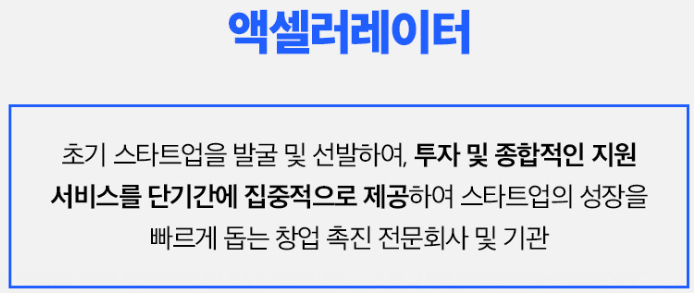 액셀러레이터
초기 스타트업을 발굴 및 선발하여, 투자 및 종합적인 지원
서비스를 단기간에 집중적으로 제공하여 스타트업의 성장을
빠르게 돕는 창업 촉진 전문회사 및 기관